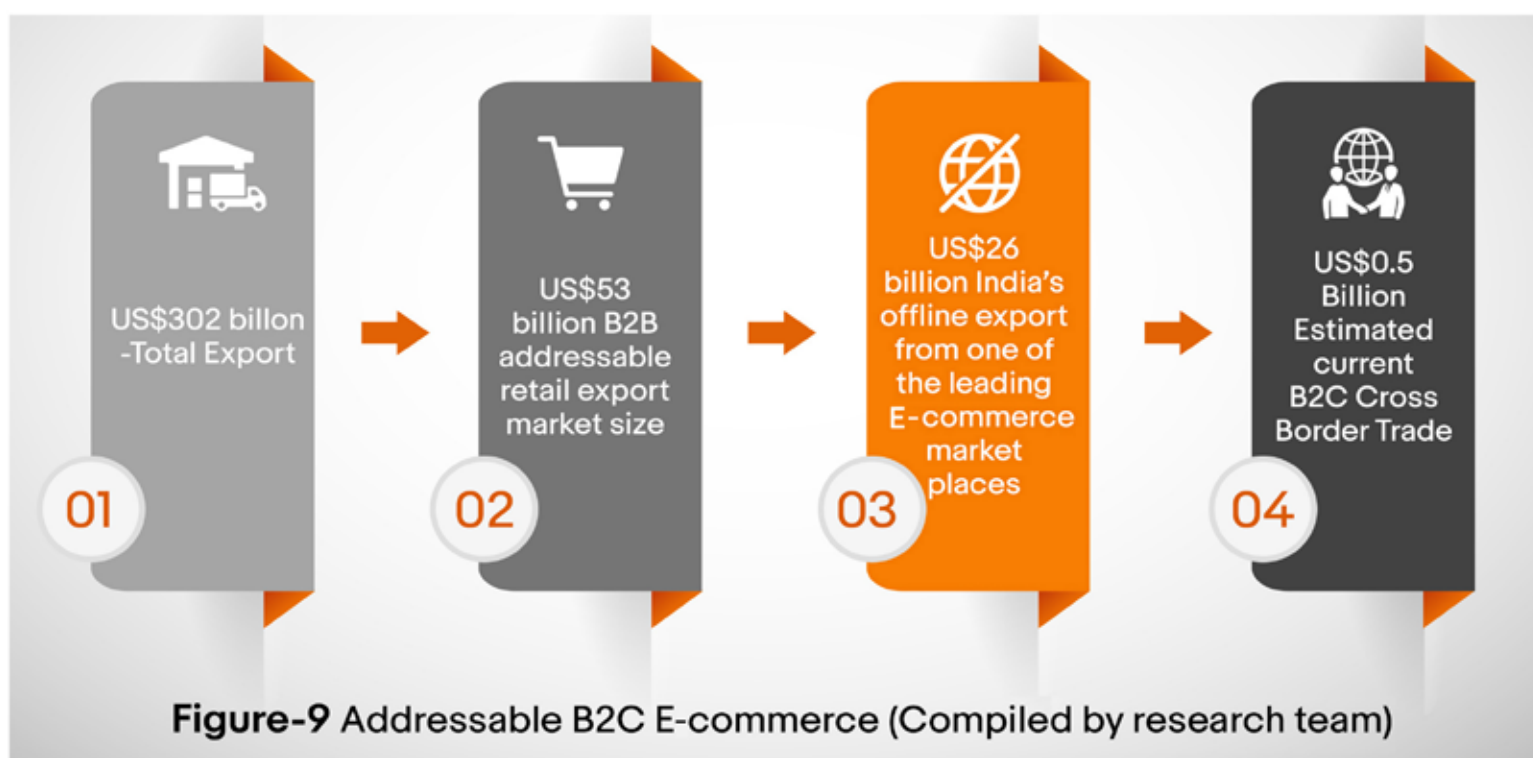 US$302 billon
-Total Export
01
US$53
billion B2B
addressable
retail export
market size
02
US$26
billion India's
offline export
from one of
the leading
E-commerce
market
places
03
US$0.5
Billion
Estimated
current
B2C Cross
Border Trade
04
Figure-9 Addressable B2C E-commerce (Compiled by research team)